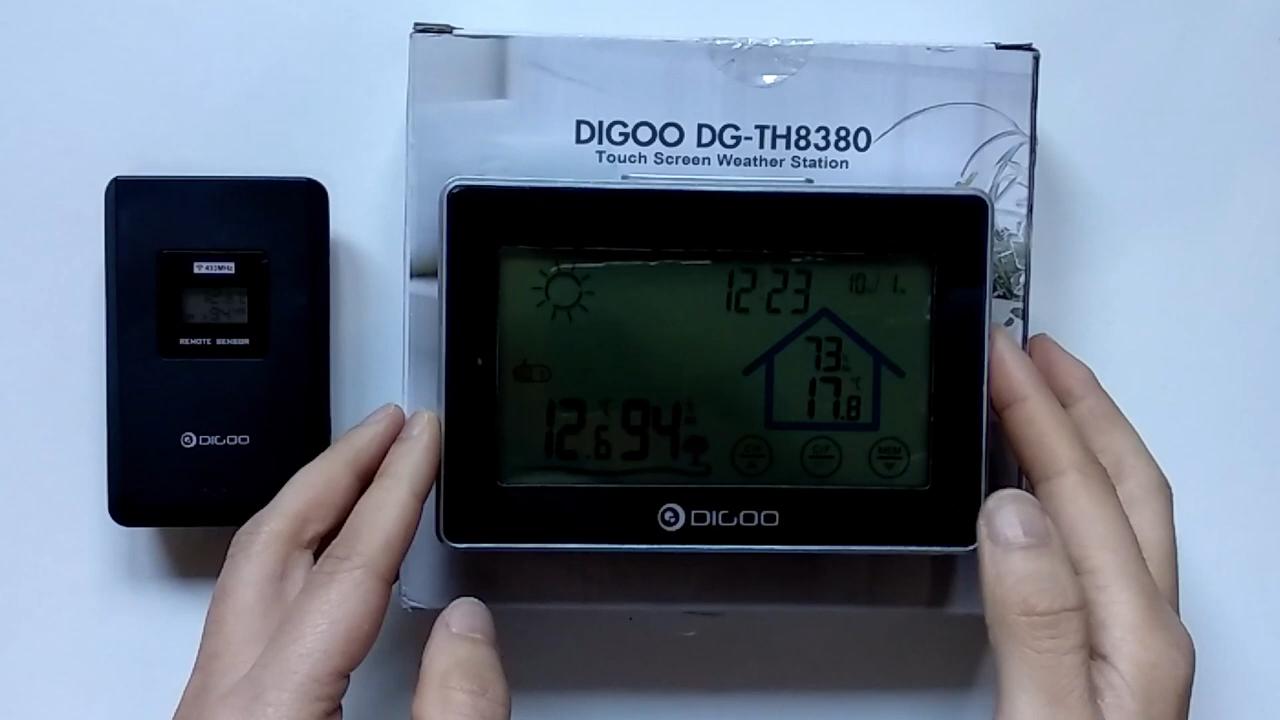 DIGOO DG-TH8380
Touch Screen Weather Station
433MHz
REMOTE SENSOR
DIGOO
12:23
10 / 1
73
17.8 °C
12.6 94
C/F
MEM
DIGOO